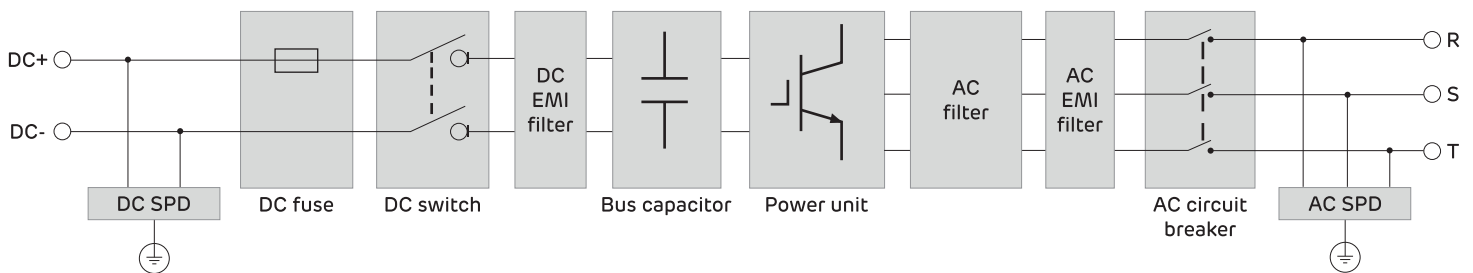 DC+
DC-
DC SPD
DC fuse
DC switch
DC
EMI
filter
Bus capacitor
Power unit
AC
filter
AC
EMI
filter
AC circuit
breaker
R
S
T
AC SPD